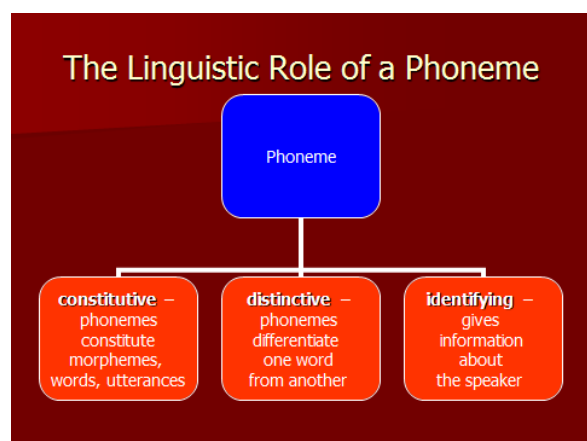 The Linguistic Role of a Phoneme
Phoneme
constitutive –
phonemes
constitute
morphemes,
words, utterances
distinctive –
phonemes
differentiate
one word
from another
identifying –
gives
information
about
the speaker